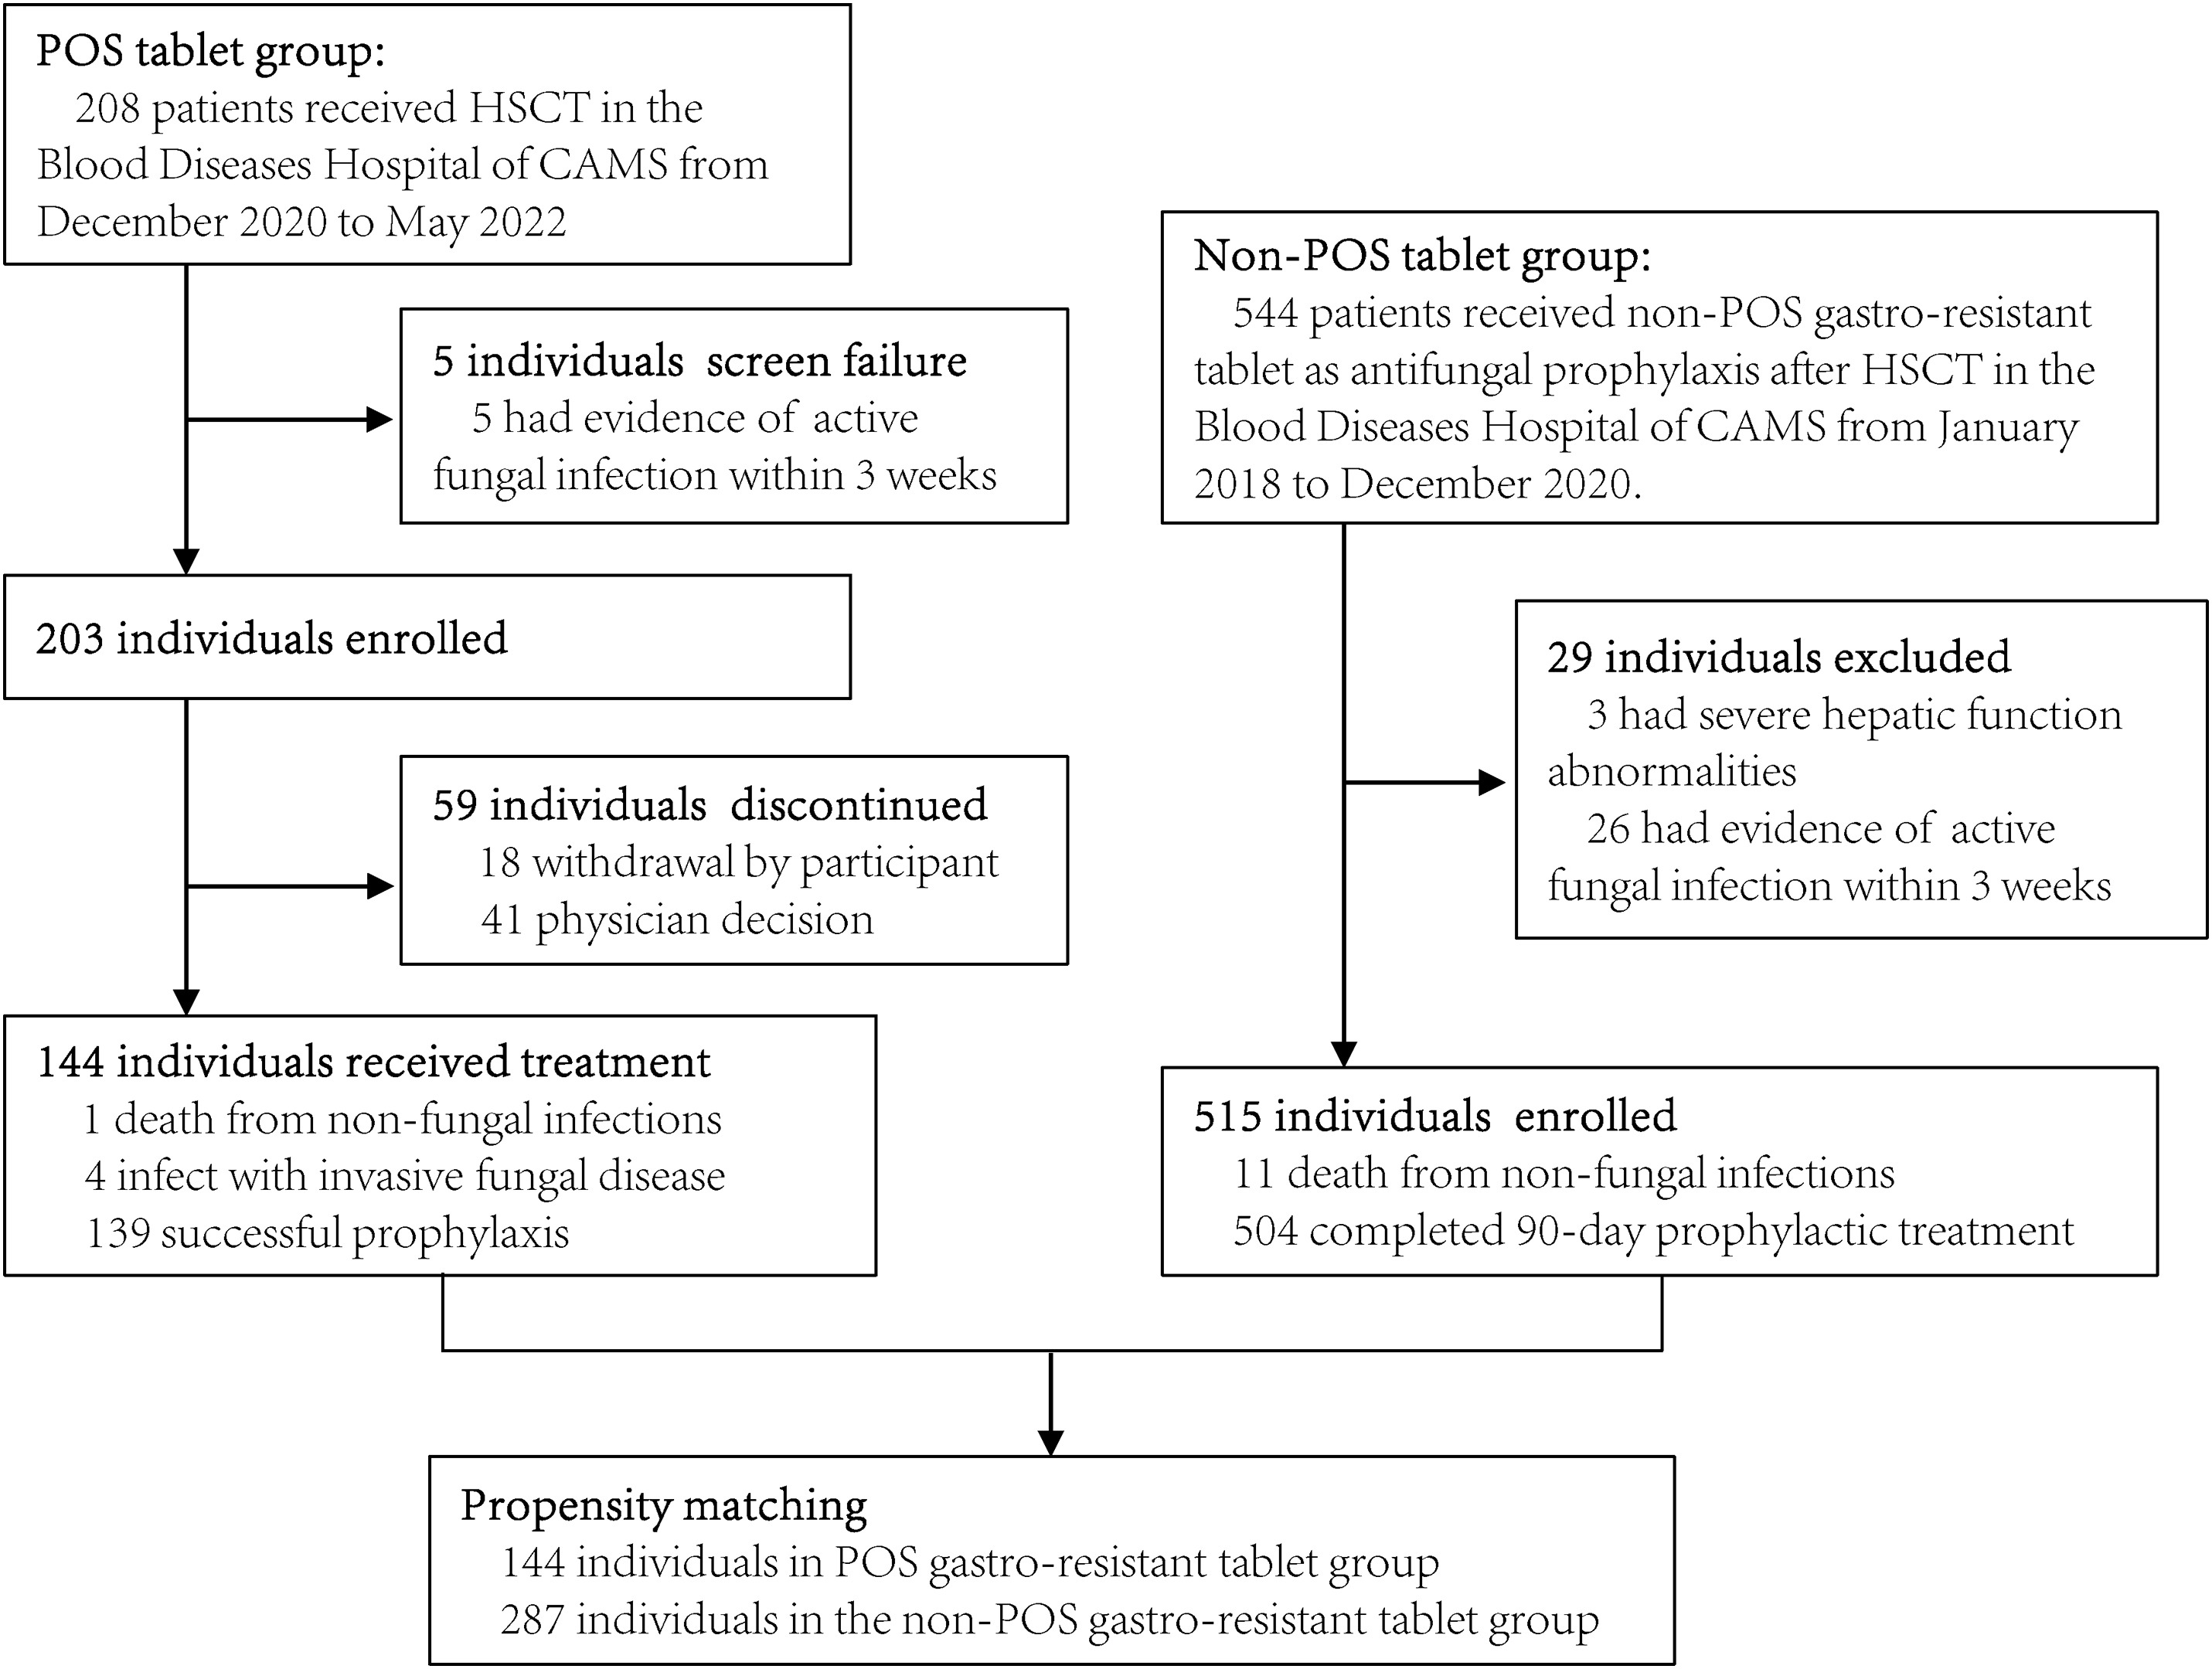 POS tablet group:
208 patients received HSCT in the
Blood Diseases Hospital of CAMS from
December 2020 to May 2022
5 individuals screen failure
5 had evidence of active
fungal infection within 3 weeks
203 individuals enrolled
59 individuals discontinued
18 withdrawal by participant
41 physician decision
144 individuals received treatment
1 death from non-fungal infections
4 infect with invasive fungal disease
139 successful prophylaxis
Non-POS tablet group:
544 patients received non-POS gastro-resistant
tablet as antifungal prophylaxis after HSCT in the
Blood Diseases Hospital of CAMS from January
2018 to December 2020.
29 individuals excluded
3 had severe hepatic function
abnormalities
26 had evidence of active
fungal infection within 3 weeks
515 individuals enrolled
11 death from non-fungal infections
504 completed 90-day prophylactic treatment
Propensity matching
144 individuals in POS gastro-resistant tablet group
287 individuals in the non-POS gastro-resistant tablet group